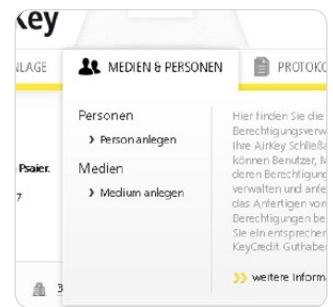 key
NLAGE
MEDIEN & PERSONEN
PROTOKO
Personen
Person anlegen
Medien
Medium anlegen
Psaier.
7
3
Hier finden Sie die
Berechtigungsverw
Ihre AirKey Schließa
können Benutzer, M
deren Berechtigung
verwalten und anfe
das Anfertigen von
Berechtigungen be
Sie ein entsprecher
KeyCredit Guthabe
weitere Informa